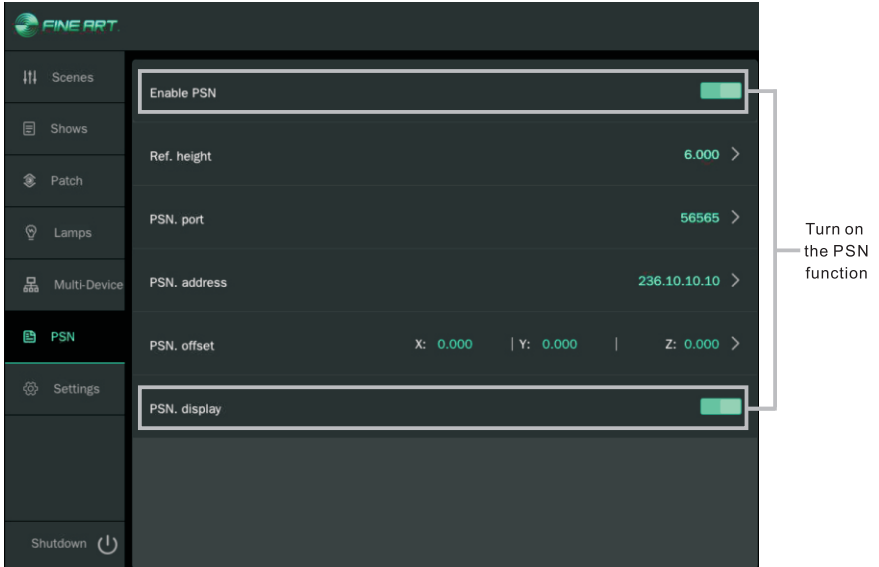 FINE ART.
Scenes
Shows
Patch
Lamps
Multi-Device
PSN
Settings
Shutdown
Enable PSN
Ref. height 6.000
PSN. port 56565
PSN. address 236.10.10.10
PSN. offset X: 0.000 | Y: 0.000 | Z: 0.000
PSN. display
Turn on
the PSN
function